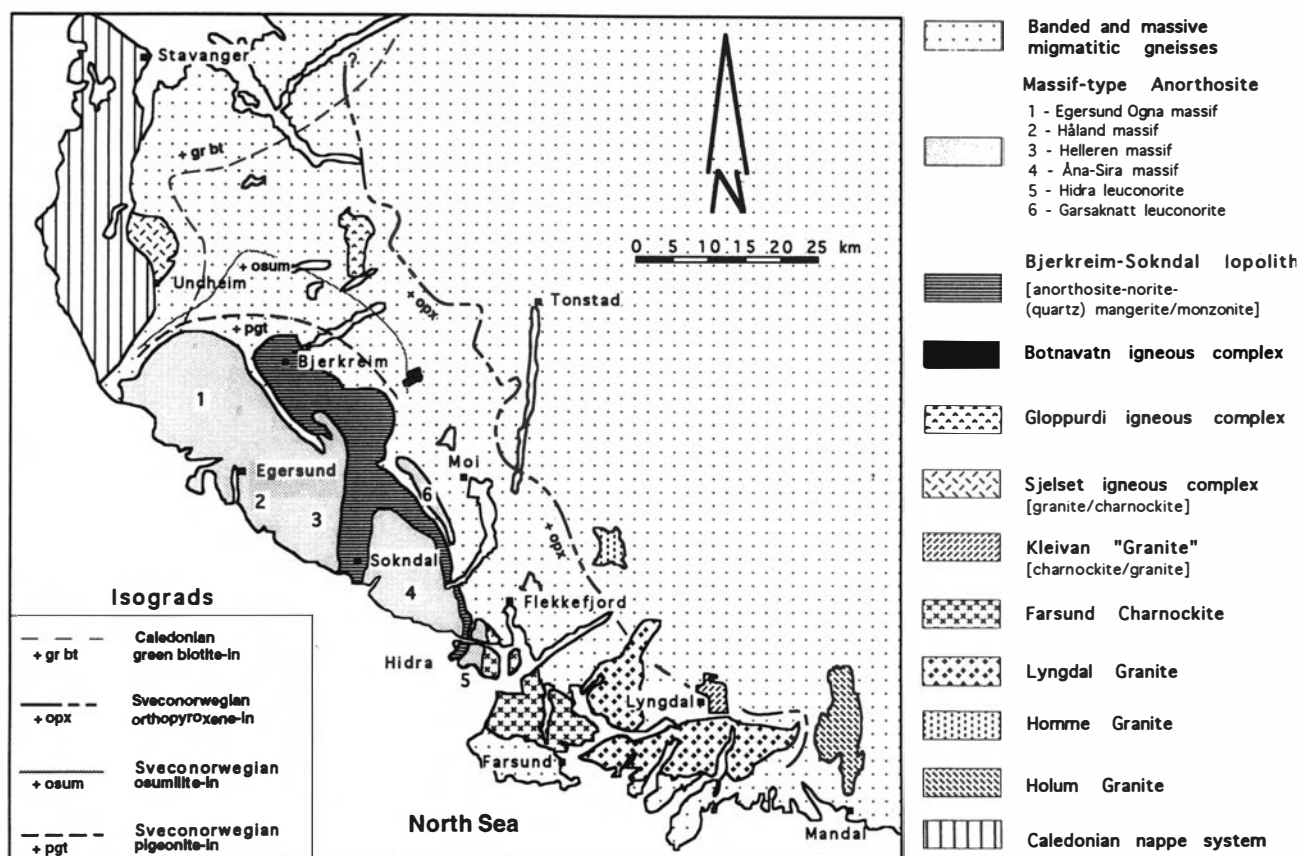 Stavanger
?
+ gr bt
+ osum
Undheim
+ opx
Tonstad
+ pgt
Bjerkreim
0 5 10 15 20 25 km
N
1
Egersund
2
3
Moi
6
+ opx
Sokndal
4
Flekkefjord
Hidra
5
Lyngdal
Farsund
Mandal
North Sea
Isograds
Caledonian
+ gr bt green biotite-in
Sveconorwegian
+ opx orthopyroxene-in
Sveconorwegian
+ osum osumilite-in
Sveconorwegian
+ pgt pigeonite-in
Banded and massive
migmatitic gneisses
Massif-type Anorthosite
1 - Egersund Ogna massif
2 - Håland massif
3 - Helleren massif
4 - Åna-Sira massif
5 - Hidra leuconorite
6 - Garsaknatt leuconorite
Bjerkreim-Sokndal lopolith
[anorthosite-norite-
(quartz) mangerite/monzonite]
Botnavatn igneous complex
Gloppurdi igneous complex
Sjelset igneous complex
[granite/charnockite]
Kleivan "Granite"
[charnockite/granite]
Farsund Charnockite
Lyngdal Granite
Homme Granite
Holum Granite
Caledonian nappe system